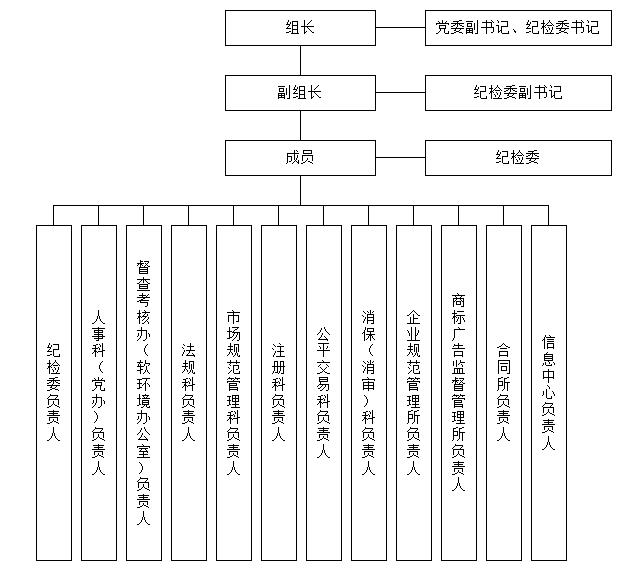 组长
党委副书记、纪检委书记
副组长
纪检委副书记
成员
纪检委
纪检委负责人
人事科（党办）负责人
督查考核办（软环境办公室）负责人
法规科负责人
市场规范管理科负责人
注册科负责人
公平交易科负责人
消保（消审）科负责人
企业规范管理所负责人
商标广告监督管理所负责人
合同所负责人
信息中心负责人